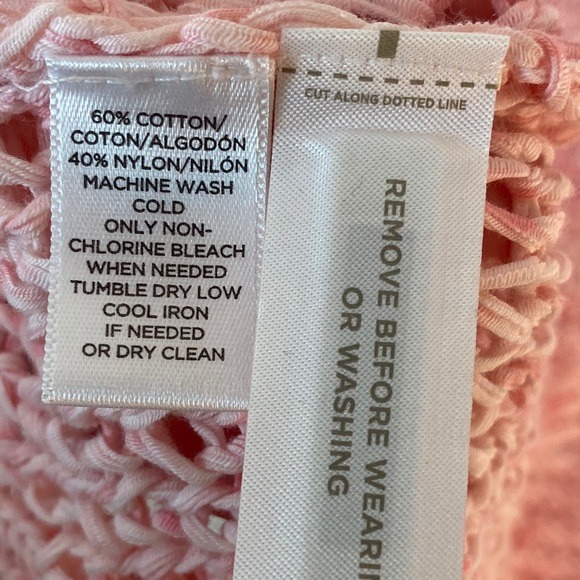 60% COTTON/
COTON/ALGODÓN
40% NYLON/NILÓN
MACHINE WASH
COLD
ONLY NON-
CHLORINE BLEACH
WHEN NEEDED
TUMBLE DRY LOW
COOL IRON
IF NEEDED
OR DRY CLEAN
CUT ALONG DOTTED LINE
REMOVE BEFORE
OR WASHING